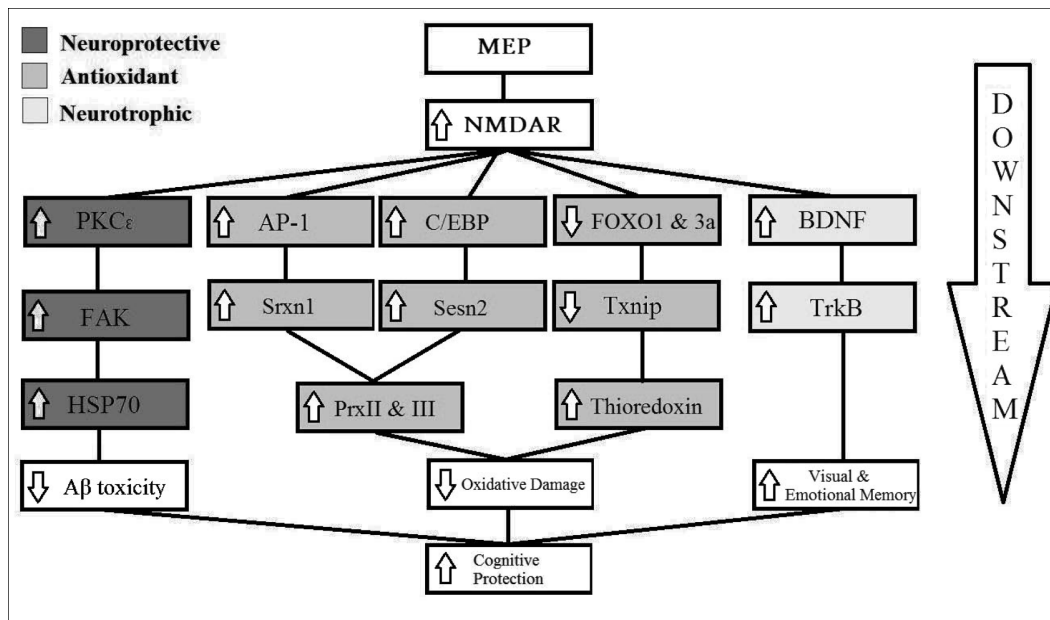 Neuroprotective
Antioxidant
Neurotrophic
MEP
NMDAR
PKCε
AP-1
C/EBP
FOXO1 & 3a
BDNF
FAK
Srxn1
Sesn2
Txnip
TrkB
HSP70
PrxII & III
Thioredoxin
Aβ toxicity
Oxidative Damage
Visual &
Emotional Memory
Cognitive
Protection
DOWNSTREAM